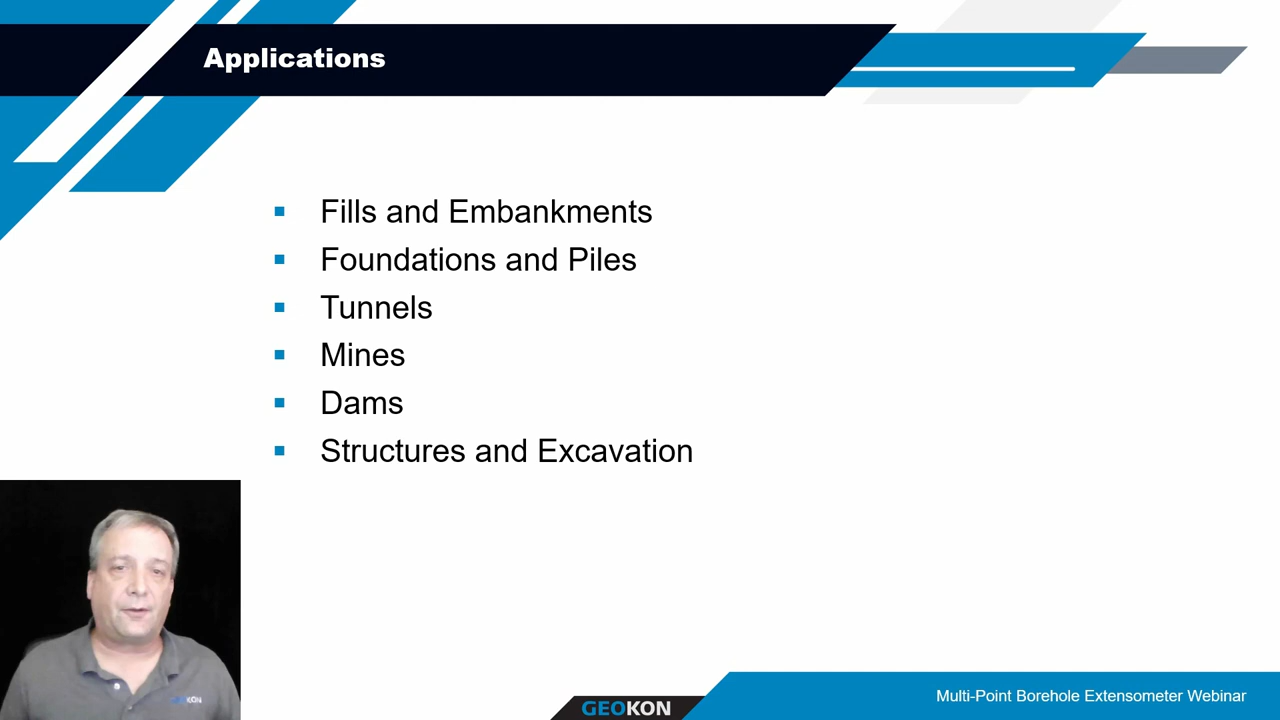 Applications
Fills and Embankments
Foundations and Piles
Tunnels
Mines
Dams
Structures and Excavation
GEOKON
GEOKON
Multi-Point Borehole Extensometer Webinar